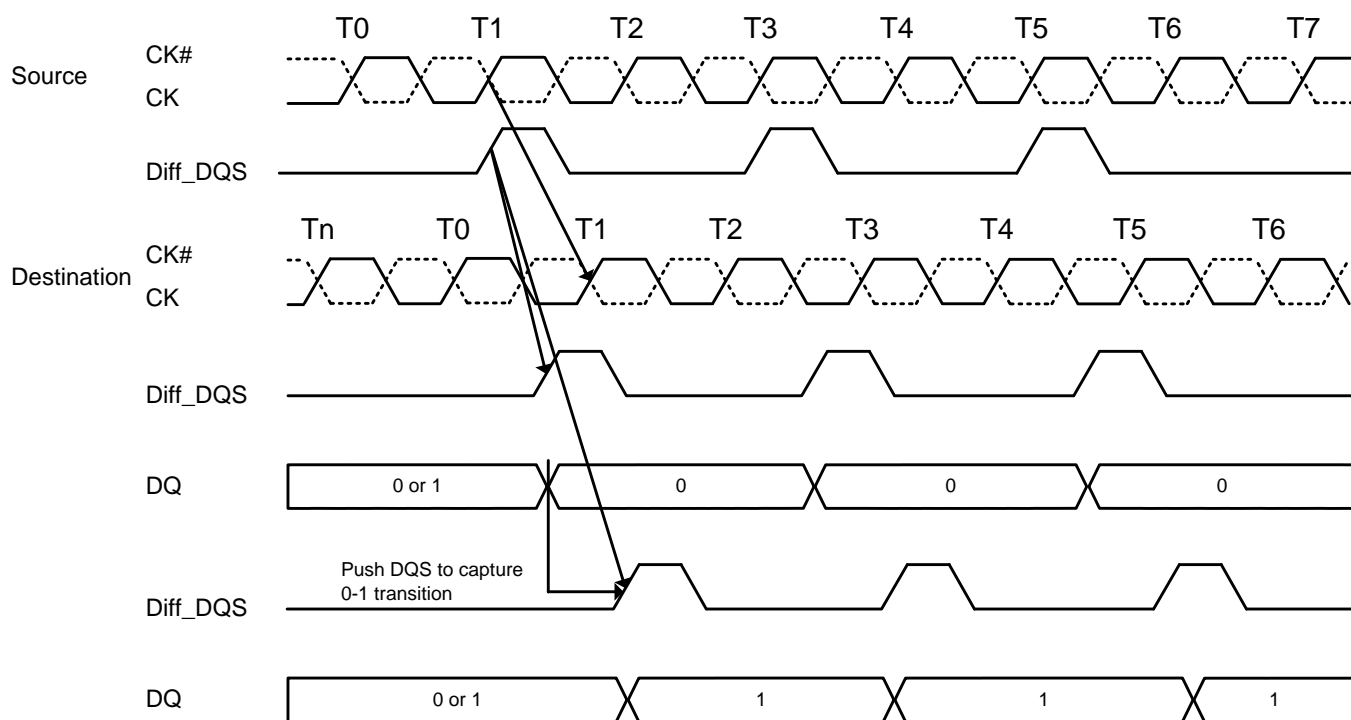 T0 T1 T2 T3 T4 T5 T6 T7
CK#
Source
CK
Diff_DQS
Tn T0 T1 T2 T3 T4 T5 T6
CK#
Destination
CK
Diff_DQS
DQ 0 or 1 0 0 0
Push DQS to capture
0-1 transition
Diff_DQS
DQ 0 or 1 1 1 1